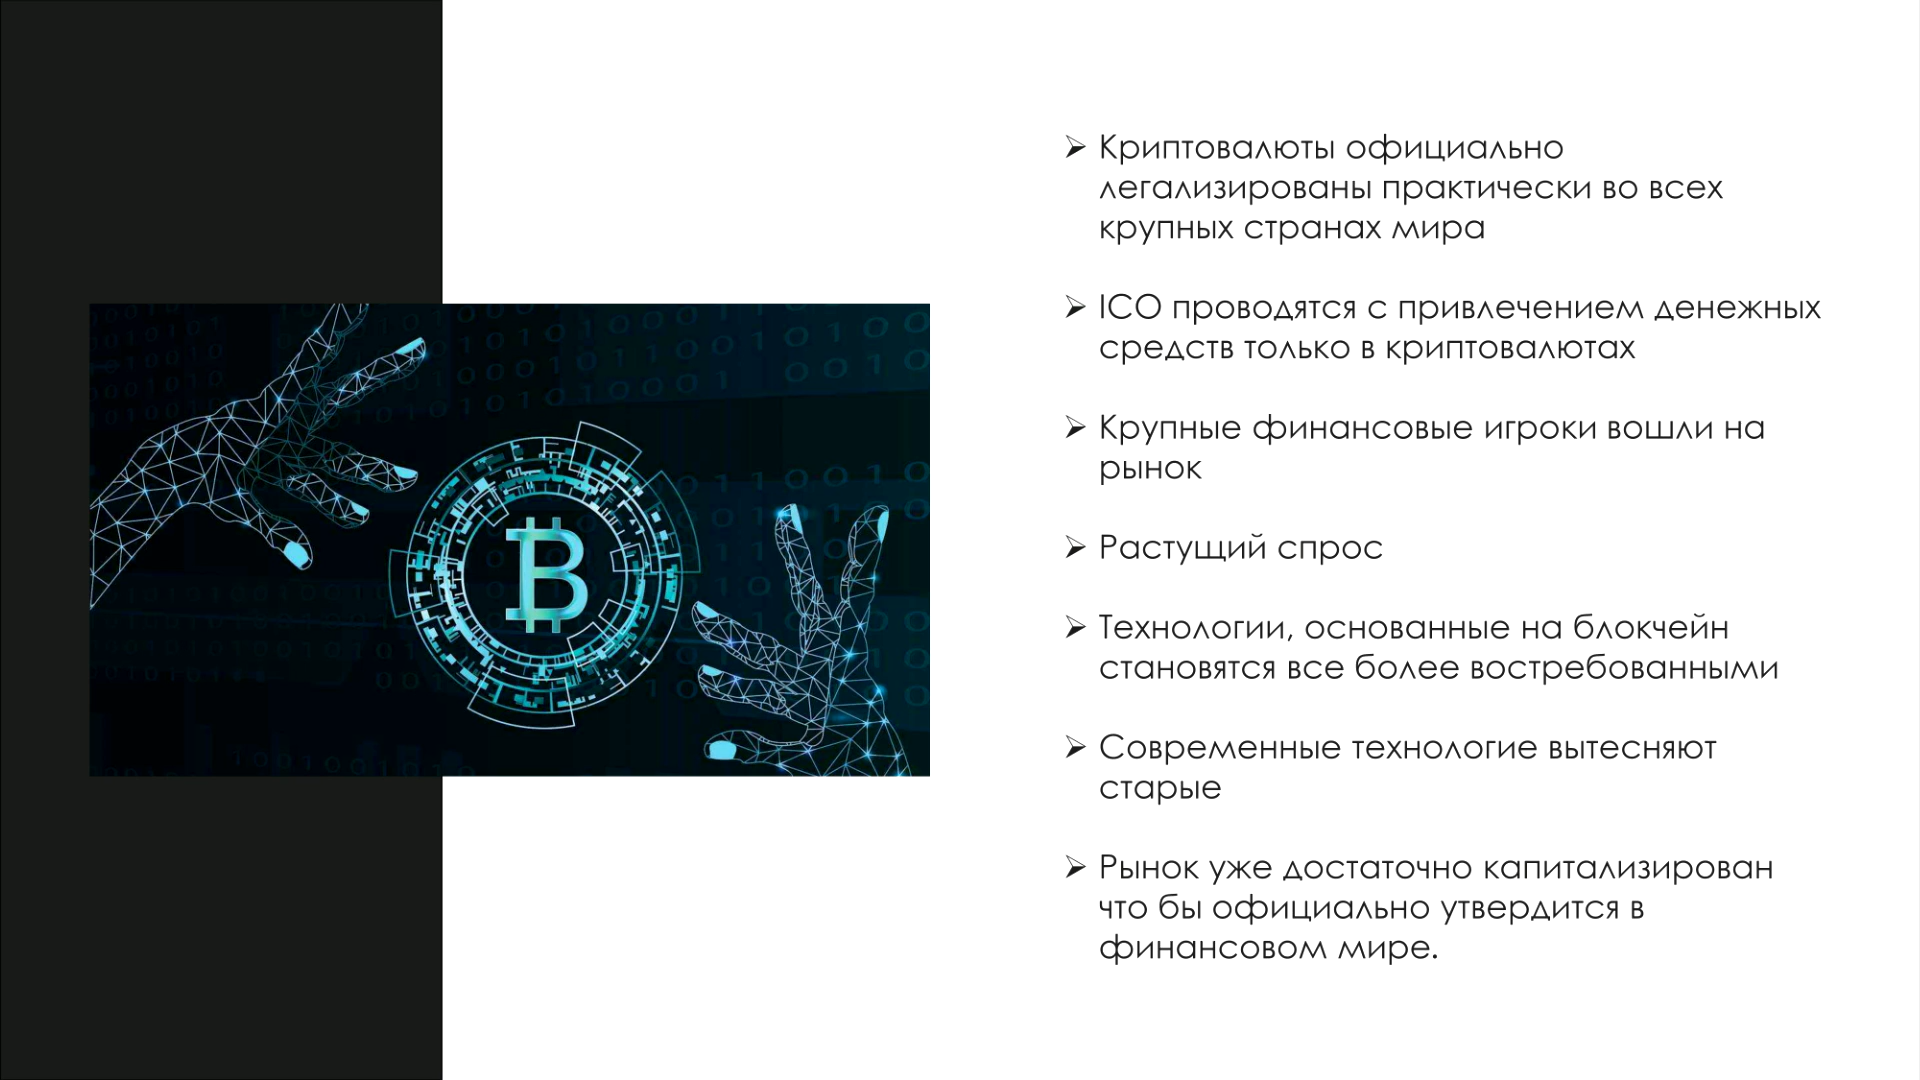 ➢ Криптовалюты официально
легализированы практически во всех
крупных странах мира
➢ ICO проводятся с привлечением денежных
средств только в криптовалютах
➢ Крупные финансовые игроки вошли на
рынок
➢ Растущий спрос
➢ Технологии, основанные на блокчейн
становятся все более востребованными
➢ Современные технологие вытесняют
старые
➢ Рынок уже достаточно капитализирован
что бы официально утвердится в
финансовом мире.